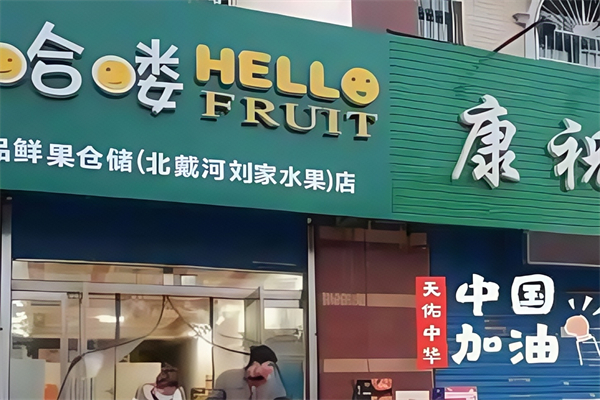 哈喽 HELLO
FRUIT
品鲜果仓储(北戴河刘家水果)店
康祝
天佑中华
中国
加油